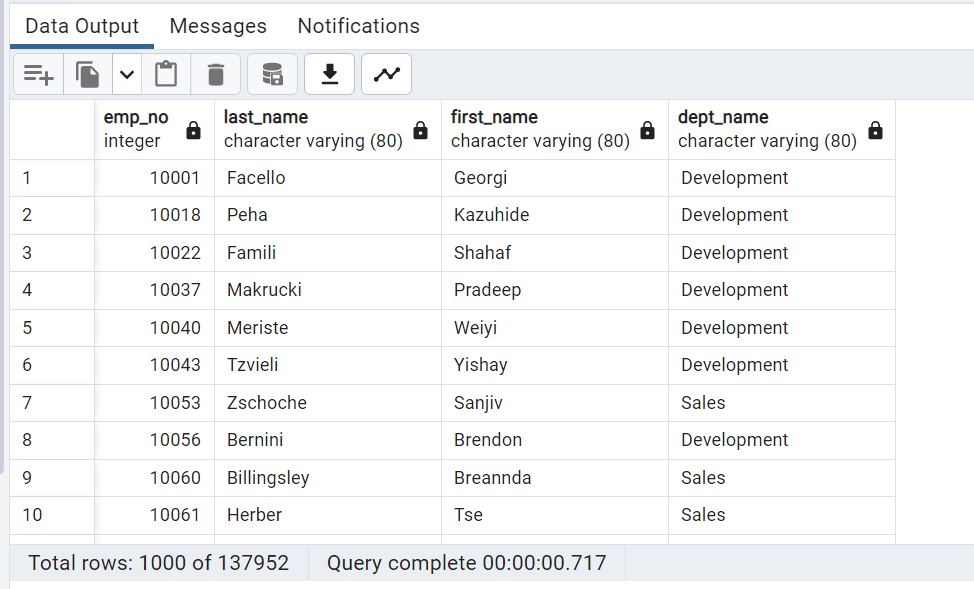 Data Output Messages Notifications
emp_no last_name first_name dept_name
integer character varying (80) character varying (80) character varying (80)
1 10001 Facello Georgi Development
2 10018 Peha Kazuhide Development
3 10022 Famili Shahaf Development
4 10037 Makrucki Pradeep Development
5 10040 Meriste Weiyi Development
6 10043 Tzvieli Yishay Development
7 10053 Zschoche Sanjiv Sales
8 10056 Bernini Brendon Development
9 10060 Billingsley Breannda Sales
10 10061 Herber Tse Sales
Total rows: 1000 of 137952 Query complete 00:00:00.717